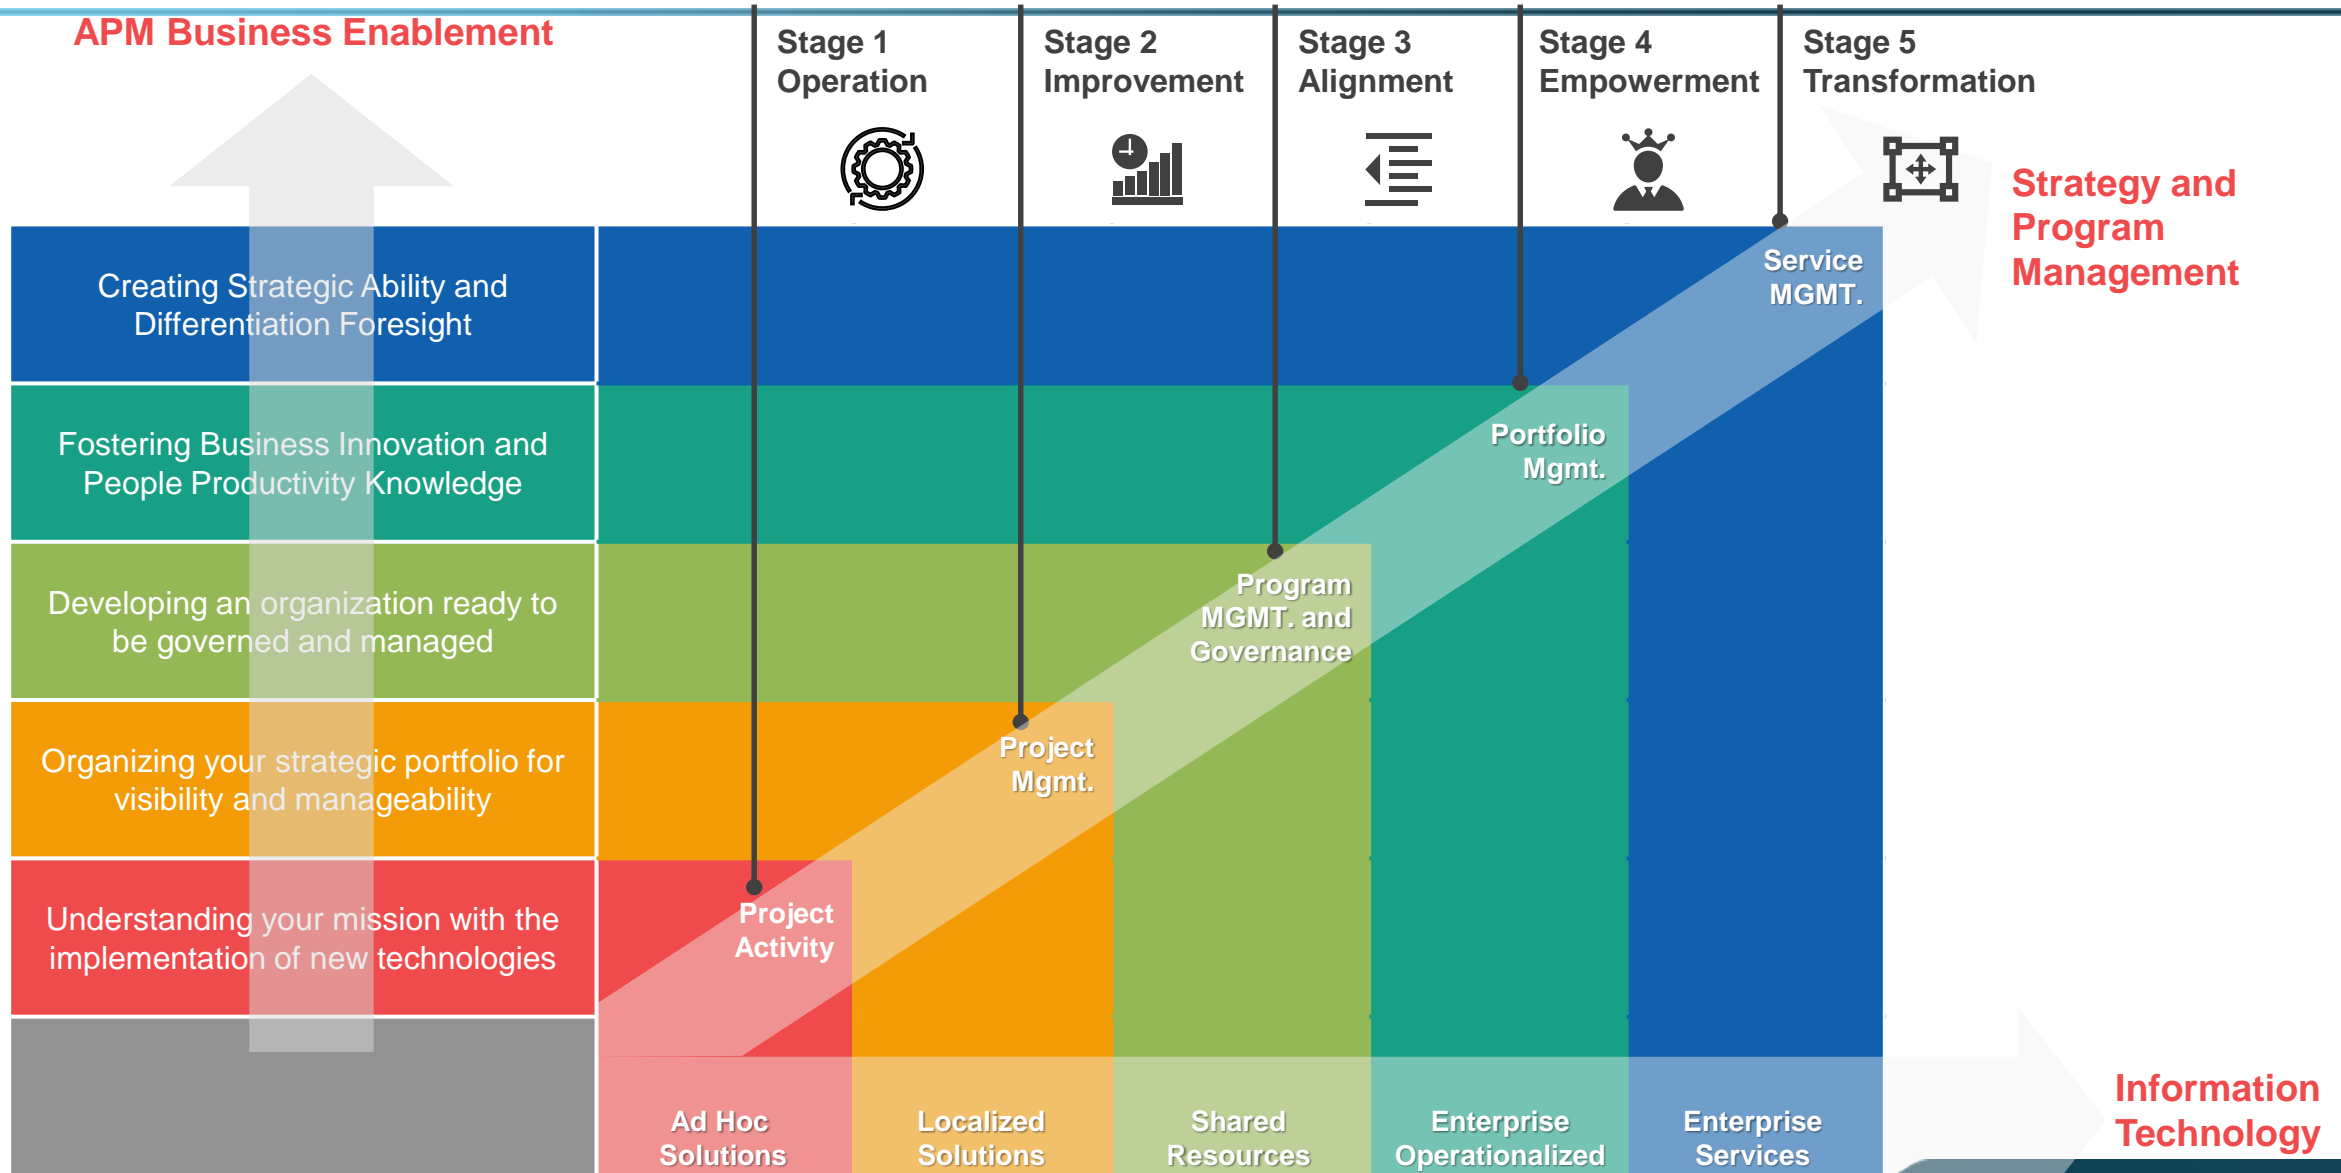 APM Business Enablement
Stage 1
Operation
Stage 2
Improvement
Stage 3
Alignment
Stage 4
Empowerment
Stage 5
Transformation
Strategy and
Program
Management
Creating Strategic Ability and
Differentiation Foresight
Service
MGMT.
Fostering Business Innovation and
People Productivity Knowledge
Portfolio
Mgmt.
Developing an organization ready to
be governed and managed
Program
MGMT. and
Governance
Organizing your strategic portfolio for
visibility and manageability
Project
Mgmt.
Understanding your mission with the
implementation of new technologies
Project
Activity
Ad Hoc
Solutions
Localized
Solutions
Shared
Resources
Enterprise
Operationalized
Enterprise
Services
Information
Technology